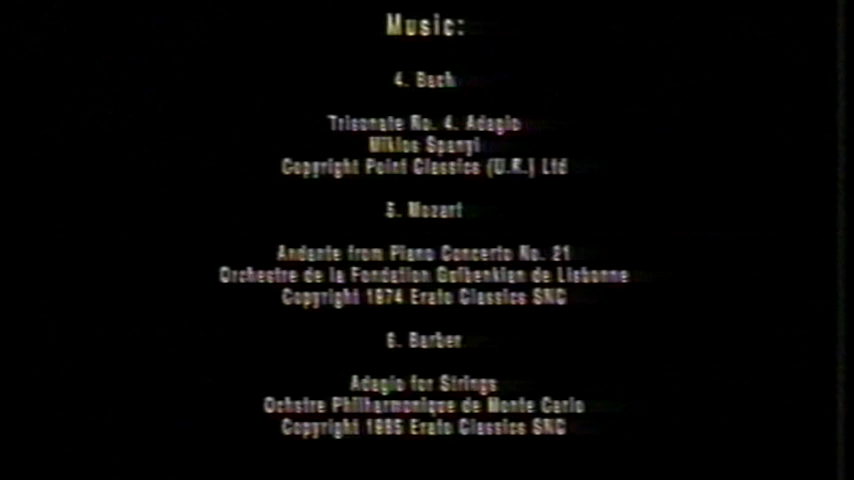 Music:
4. Bach
Trisonate No. 4. Adagio
Miklos Spanyi
Copyright Point Classics (U.K.) Ltd
5. Mozart
Andante from Piano Concerto No. 21
Orchestre de la Fondation Gulbenkian de Lisbonne
Copyright 1974 Erato Classics SNC
6. Barber
Adagio for Strings
Ochstre Philharmonique de Monte Carlo
Copyright 1985 Erato Classics SNC